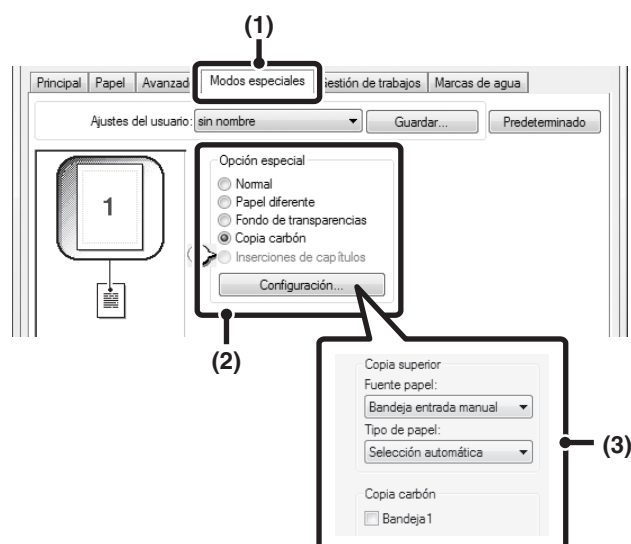 (1)
Principal Papel Avanzad Modos especiales estión de trabajos Marcas de agua
Ajustes del usuario: sin nombre Guardar... Predeterminado
1
Opción especial
Normal
Papel diferente
Fondo de transparencias
Copia carbón
Inserciones de capítulos
Configuración...
(2)
Copia superior
Fuente papel:
Bandeja entrada manual
Tipo de papel:
Selección automática
(3)
Copia carbón
Bandeja1